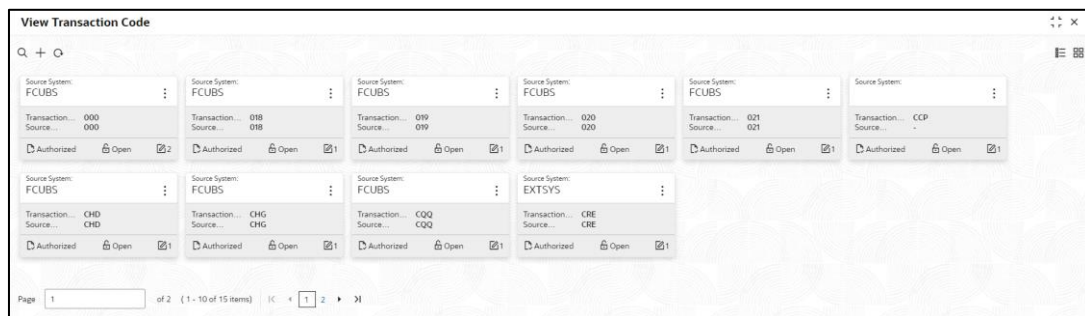 View Transaction Code
Source System: Source System: Source System: Source System: Source System: Source System:
FCUBS FCUBS FCUBS FCUBS FCUBS
Transaction... 000 Transaction... 018 Transaction... 019 Transaction... 020 Transaction... 021 Transaction... CCP
Source... 000 Source... 018 Source... 019 Source... 020 Source... 021 Source... -
Authorized Open 2 Authorized Open 1 Authorized Open 1 Authorized Open 1 Authorized Open 1 Authorized Open 1
Source System: Source System: Source System: Source System:
FCUBS FCUBS FCUBS EXTSYS
Transaction... CHD Transaction... CHG Transaction... CQQ Transaction... CRE
Source... CHD Source... CHG Source... CQQ Source... CRE
Authorized Open 1 Authorized Open 1 Authorized Open 1 Authorized Open 1
Page 1 of 2 (1 - 10 of 15 items) 1 2